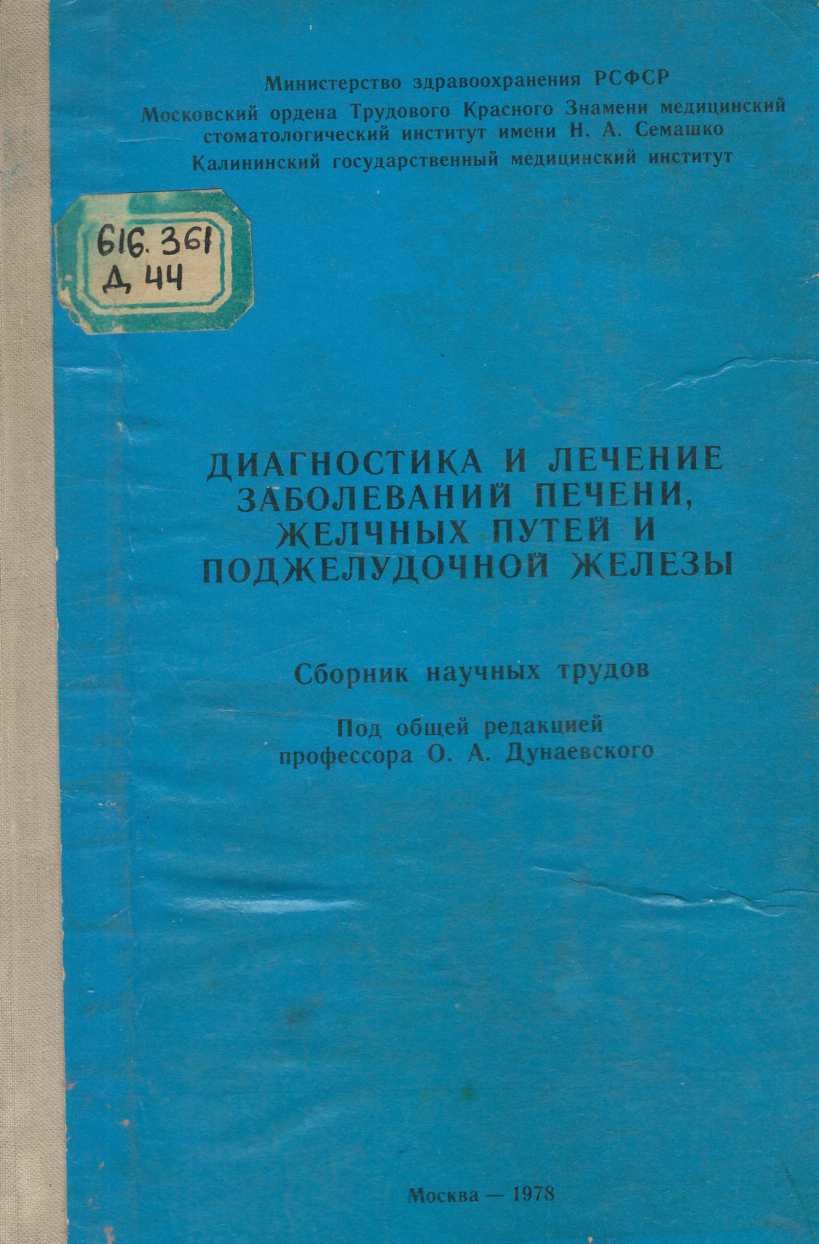 Министерство здравоохранения РСФСР
Московский ордена Трудового Красного Знамени медицинский
стоматологический институт имени Н. А. Семашко
Калининский государственный медицинский институт
616.361
Д 44
ДИАГНОСТИКА И ЛЕЧЕНИЕ
ЗАБОЛЕВАНИЙ ПЕЧЕНИ,
ЖЕЛЧНЫХ ПУТЕЙ И
ПОДЖЕЛУДОЧНОЙ ЖЕЛЕЗЫ
Сборник научных трудов
Под общей редакцией
профессора О. А. Дунаевского
Москва — 1978